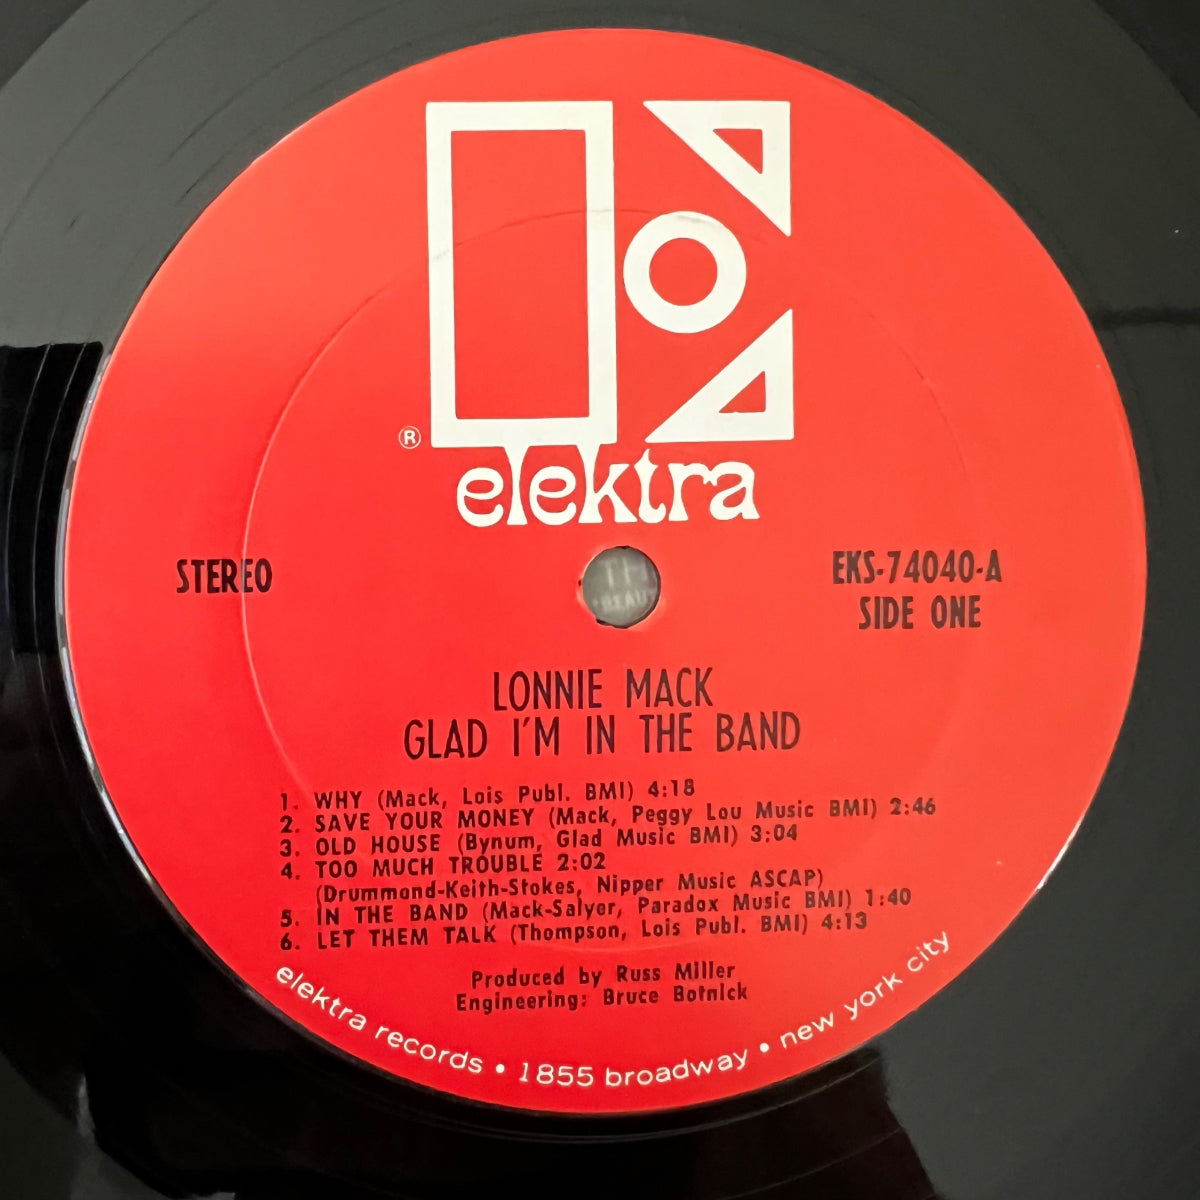 ®
elektra
STEREO
EKS-74040-A
SIDE ONE
LONNIE MACK
GLAD I'M IN THE BAND
1. WHY (Mack, Lois Publ. BMI) 4:18
2. SAVE YOUR MONEY (Mack, Peggy Lou Music BMI) 2:46
3. OLD HOUSE (Bynum, Glad Music BMI) 3:04
4. TOO MUCH TROUBLE 2:02
(Drummond-Keith-Stokes, Nipper Music ASCAP)
5. IN THE BAND (Mack-Salyor, Paradox Music BMI) 1:40
6. LET THEM TALK (Thompson, Lois Publ. BMI) 4:13
Produced by Russ Miller
Engineering: Bruce Botnick
elektra records • 1855 broadway • new york city